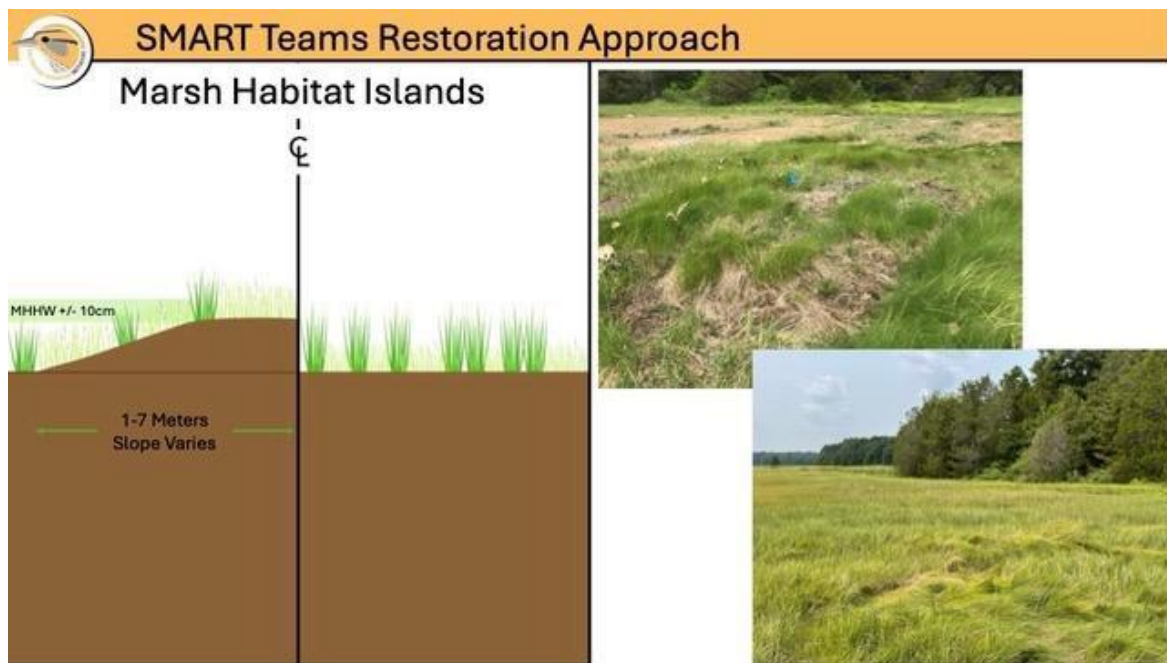 SMART Teams Restoration Approach
Marsh Habitat Islands
℄
MHHW +/- 10cm
1-7 Meters
Slope Varies